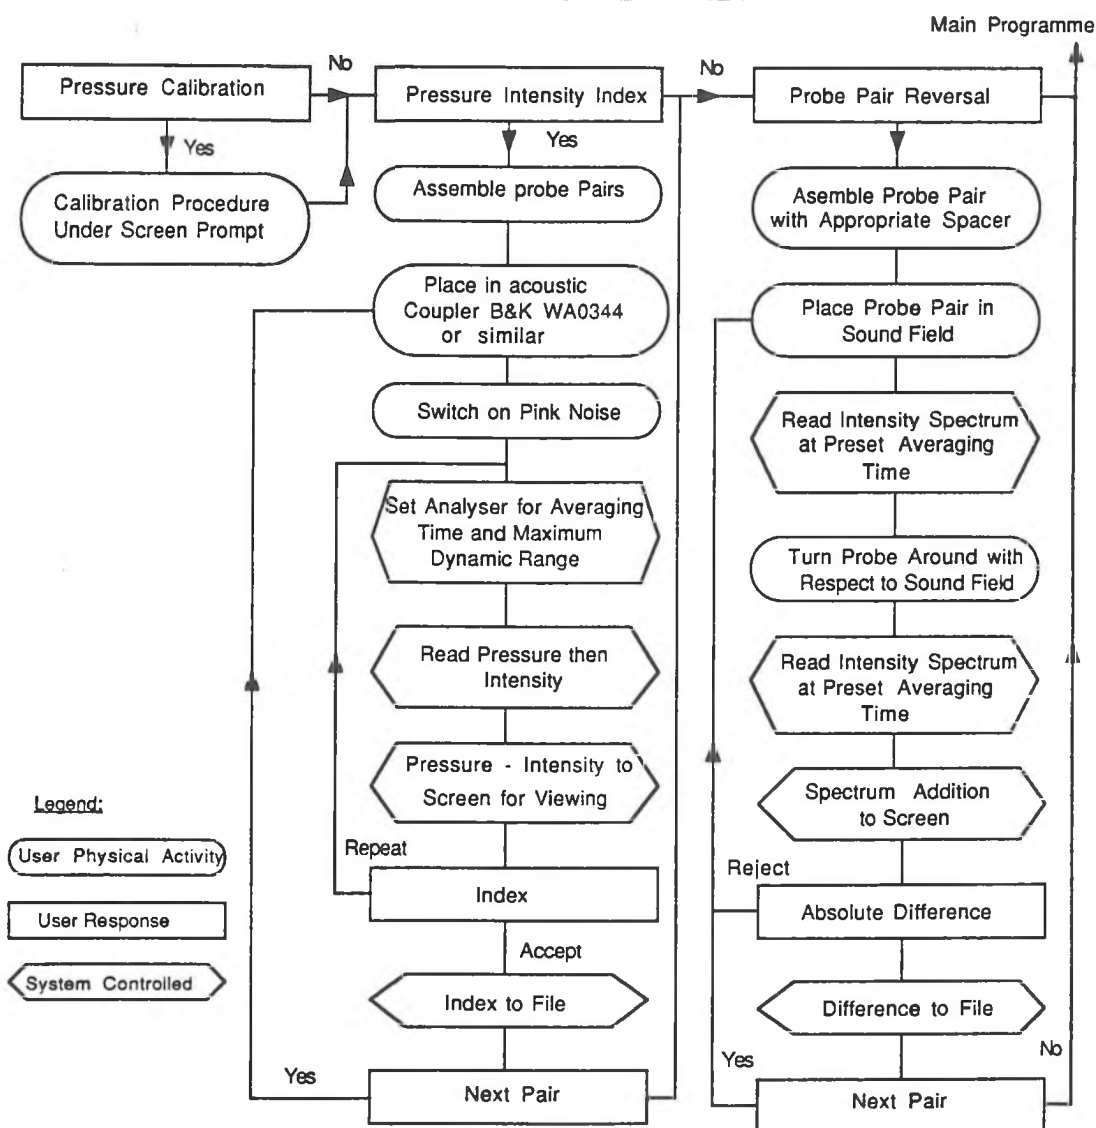 Main Programme
Pressure Calibration
No
Pressure Intensity Index
No
Probe Pair Reversal
Yes
Calibration Procedure
Under Screen Prompt
Yes
Assemble probe Pairs
Place in acoustic
Coupler B&K WA0344
or similar
Switch on Pink Noise
Set Analyser for Averaging
Time and Maximum
Dynamic Range
Read Pressure then
Intensity
Pressure - Intensity to
Screen for Viewing
Repeat
Index
Accept
Index to File
Yes
Next Pair
Asemble Probe Pair
with Appropriate Spacer
Place Probe Pair in
Sound Field
Read Intensity Spectrum
at Preset Averaging
Time
Turn Probe Around with
Respect to Sound Field
Read Intensity Spectrum
at Preset Averaging
Time
Spectrum Addition
to Screen
Reject
Absolute Difference
Difference to File
Yes
No
Next Pair
Legend:
User Physical Activity
User Response
System Controlled